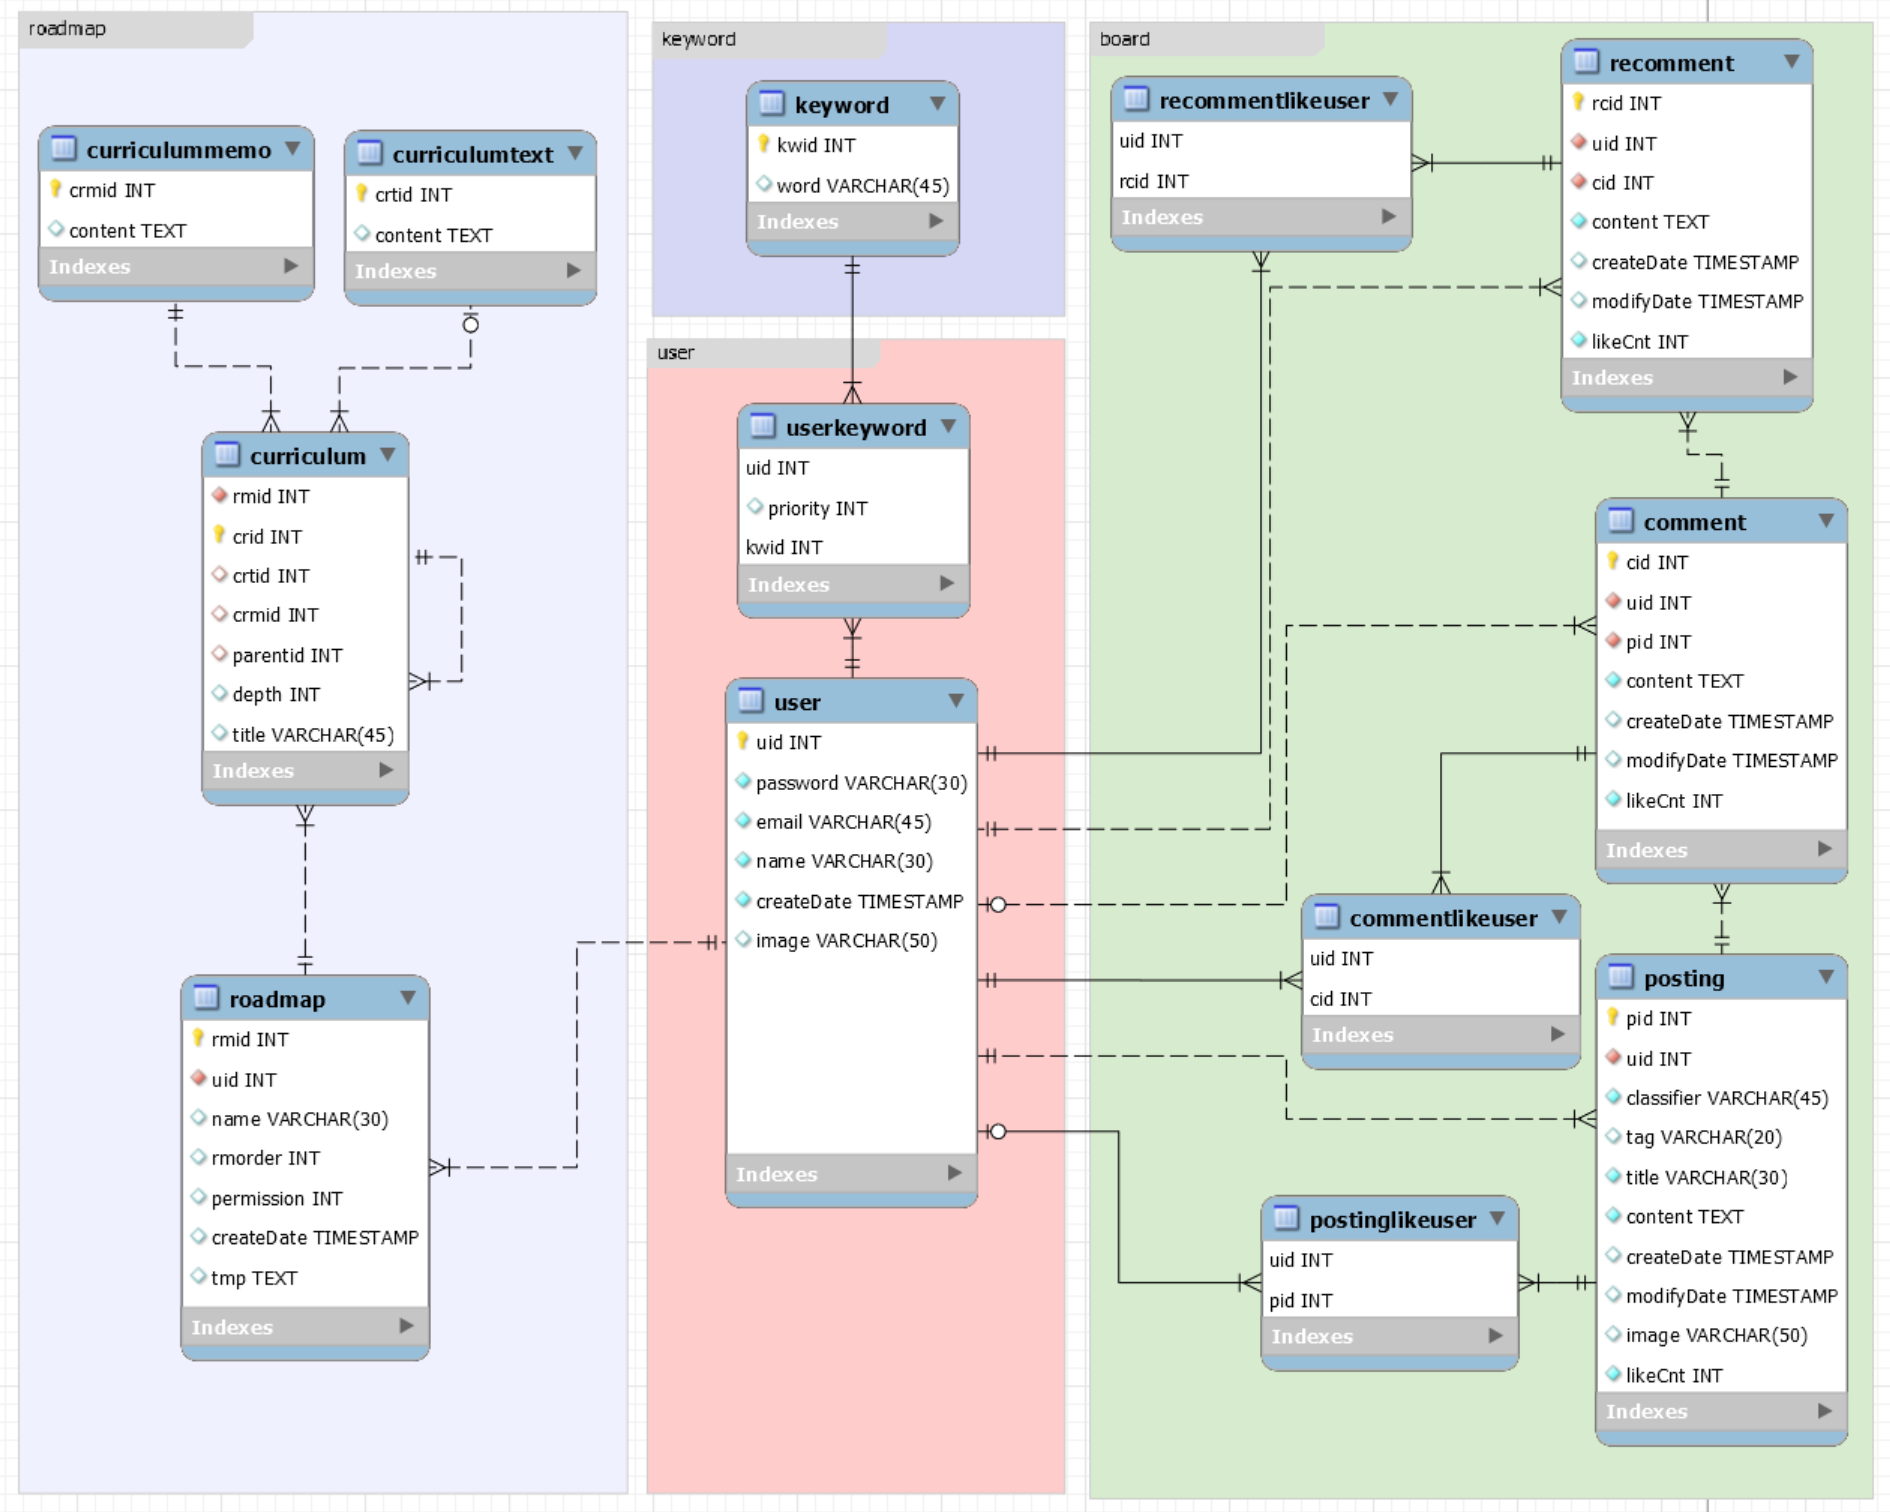 roadmap
curriculummemo
crmid INT
content TEXT
Indexes
curriculumtext
crtid INT
content TEXT
Indexes
curriculum
rmid INT
crid INT
crtid INT
crmid INT
parentid INT
depth INT
title VARCHAR(45)
Indexes
roadmap
rmid INT
uid INT
name VARCHAR(30)
rmorder INT
permission INT
createDate TIMESTAMP
tmp TEXT
Indexes
keyword
keyword
kwid INT
word VARCHAR(45)
Indexes
user
userkeyword
uid INT
priority INT
kwid INT
Indexes
user
uid INT
password VARCHAR(30)
email VARCHAR(45)
name VARCHAR(30)
createDate TIMESTAMP
image VARCHAR(50)
Indexes
board
recommentlikeuser
uid INT
rcid INT
Indexes
recomment
rcid INT
uid INT
cid INT
content TEXT
createDate TIMESTAMP
modifyDate TIMESTAMP
likeCnt INT
Indexes
comment
cid INT
uid INT
pid INT
content TEXT
createDate TIMESTAMP
modifyDate TIMESTAMP
likeCnt INT
Indexes
commentlikeuser
uid INT
cid INT
Indexes
posting
pid INT
uid INT
classifier VARCHAR(45)
tag VARCHAR(20)
title VARCHAR(30)
content TEXT
createDate TIMESTAMP
modifyDate TIMESTAMP
image VARCHAR(50)
likeCnt INT
Indexes
postinglikeuser
uid INT
pid INT
Indexes